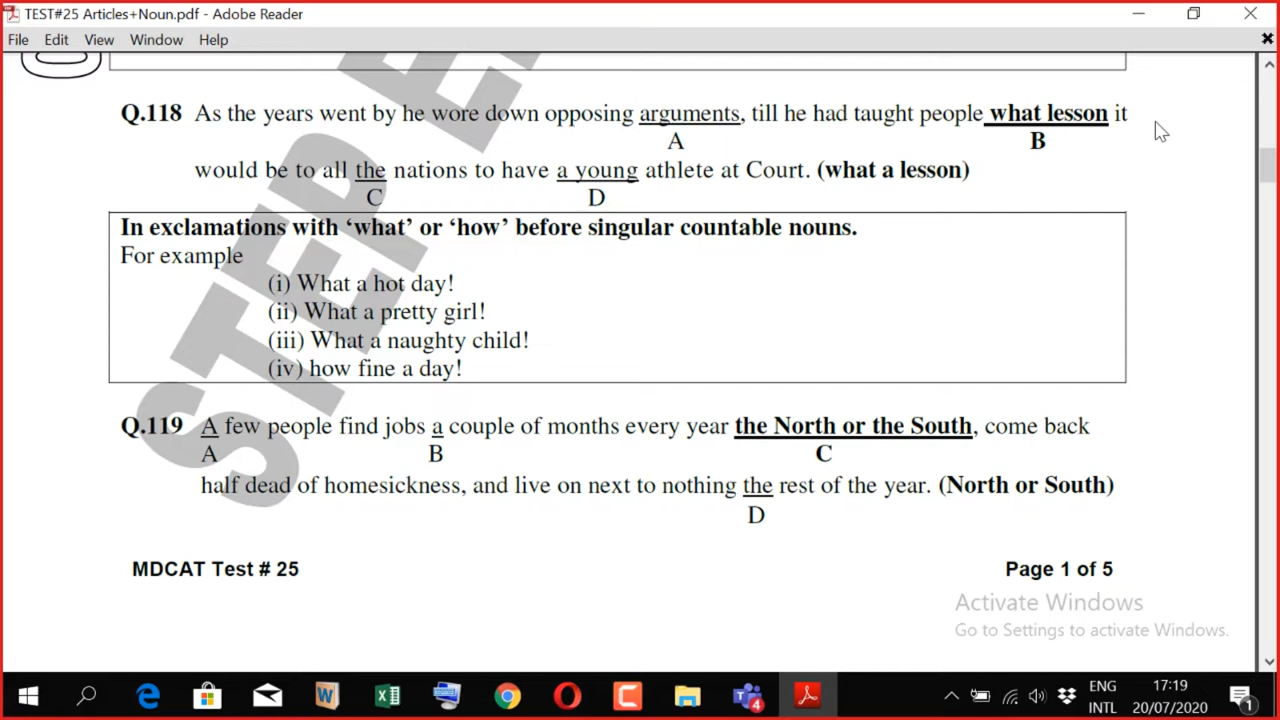 TEST#25 Articles+Noun.pdf - Adobe Reader
File Edit View Window Help
Q.118 As the years went by he wore down opposing arguments, till he had taught people what lesson it
A B
would be to all the nations to have a young athlete at Court. (what a lesson)
C D
In exclamations with ‘what’ or ‘how’ before singular countable nouns.
For example
(i) What a hot day!
(ii) What a pretty girl!
(iii) What a naughty child!
(iv) how fine a day!
Q.119 A few people find jobs a couple of months every year the North or the South, come back
A B C
half dead of homesickness, and live on next to nothing the rest of the year. (North or South)
D
MDCAT Test # 25 Page 1 of 5
Activate Windows
Go to Settings to activate Windows.
ENG 17:19
INTL 20/07/2020
4
1
STEP